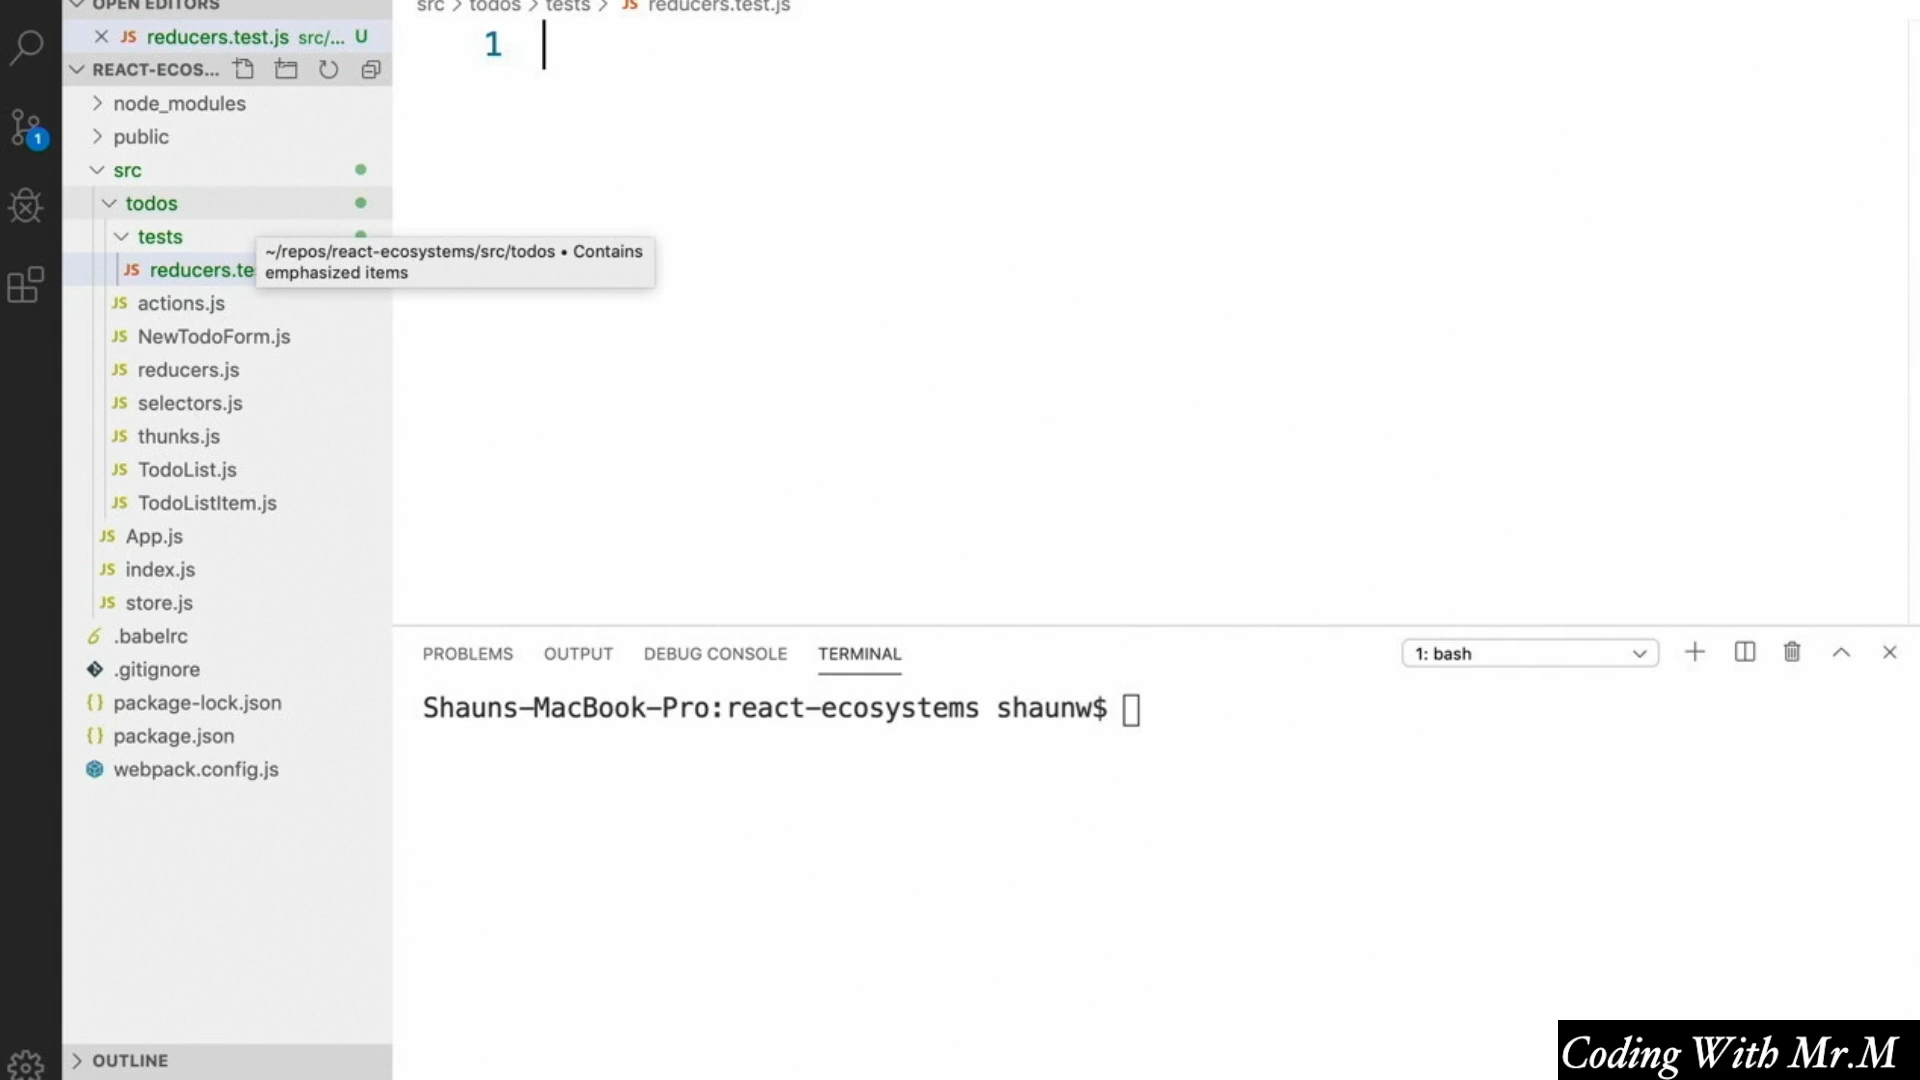 OPEN EDITORS
JS reducers.test.js src/... U
REACT-ECOS...
node_modules
public
src
todos
tests
JS reducers.te
JS actions.js
JS NewTodoForm.js
JS reducers.js
JS selectors.js
JS thunks.js
JS TodoList.js
JS TodoListItem.js
JS App.js
JS index.js
JS store.js
.babelrc
.gitignore
{} package-lock.json
{} package.json
webpack.config.js
OUTLINE
1
~/repos/react-ecosystems/src/todos • Contains
emphasized items
src > todos > tests > JS reducers.test.js
1
PROBLEMS OUTPUT DEBUG CONSOLE TERMINAL
1: bash
Shauns-MacBook-Pro:react-ecosystems shaunw$
Coding With Mr.M